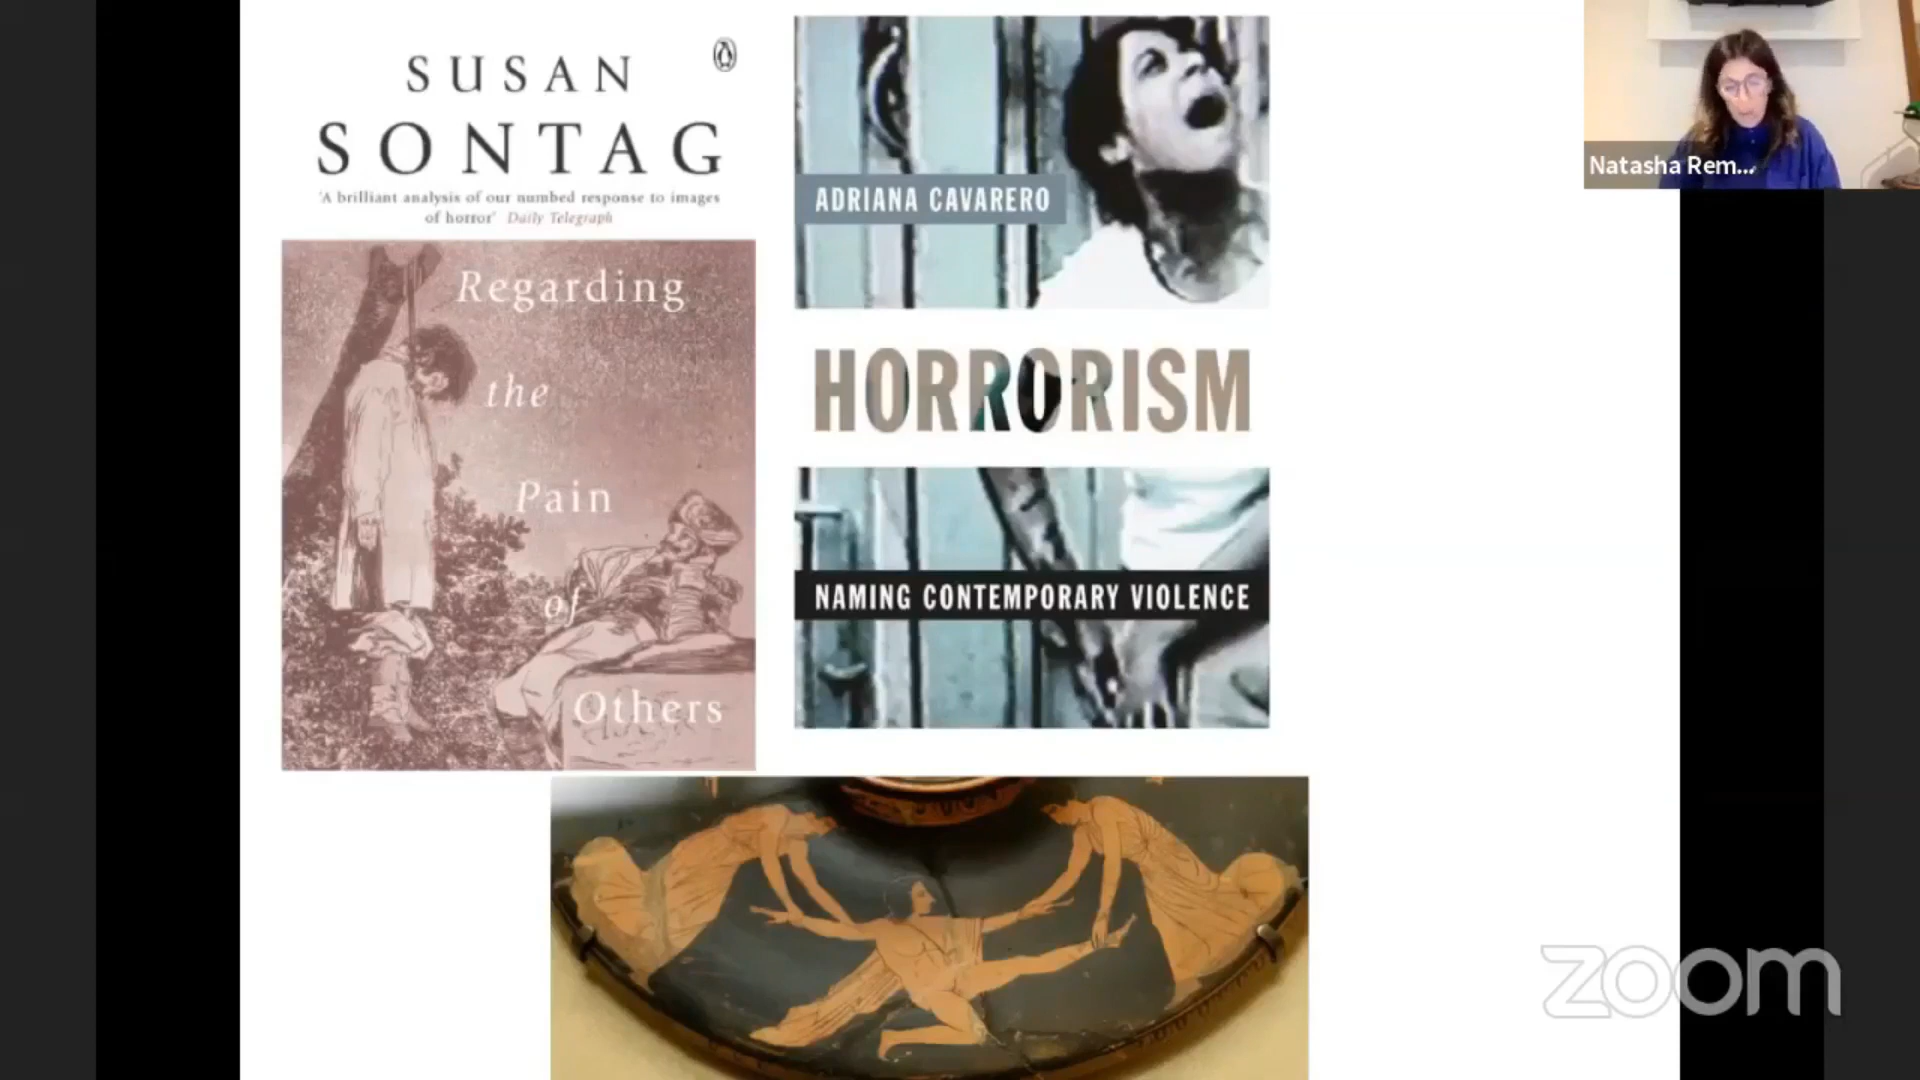 SUSAN
SONTAG
'A brilliant analysis of our numbed response to images
of horror' Daily Telegraph
Regarding
the
Pain
of
Others
ADRIANA CAVARERO
HORRORISM
NAMING CONTEMPORARY VIOLENCE
Natasha Rem...
zoom